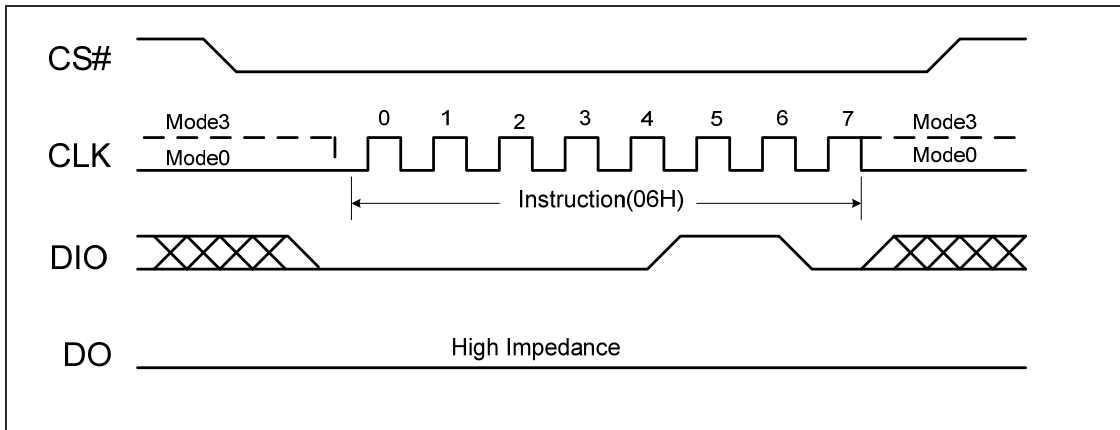 CS#
0 1 2 3 4 5 6 7
Mode3 Mode3
CLK
Mode0 Mode0
Instruction(06H)
DIO
High Impedance
DO